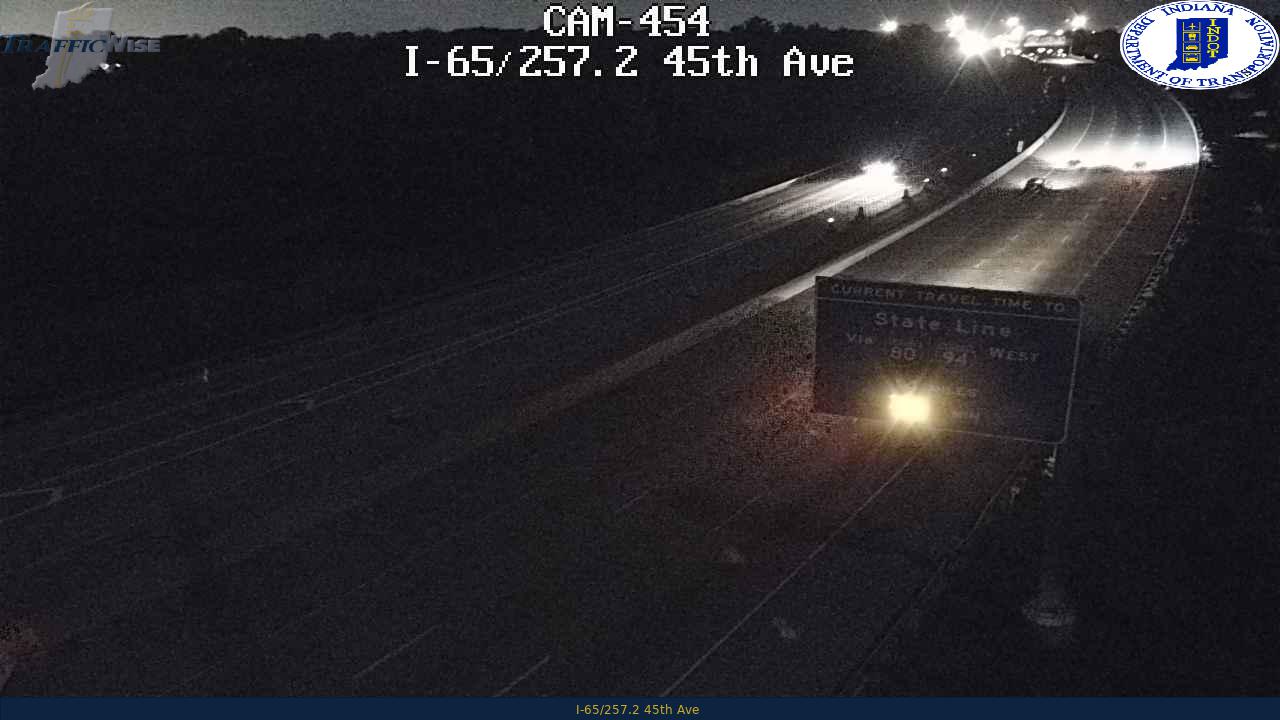 CAM-454
I-65/257.2 45th Ave
TRAFFICWISE
INDIANA
DEPARTMENT OF TRANSPORTATION
INDOT
CURRENT TRAVEL TIME TO
State Line
Via 80 94 WEST
I-65/257.2 45th Ave